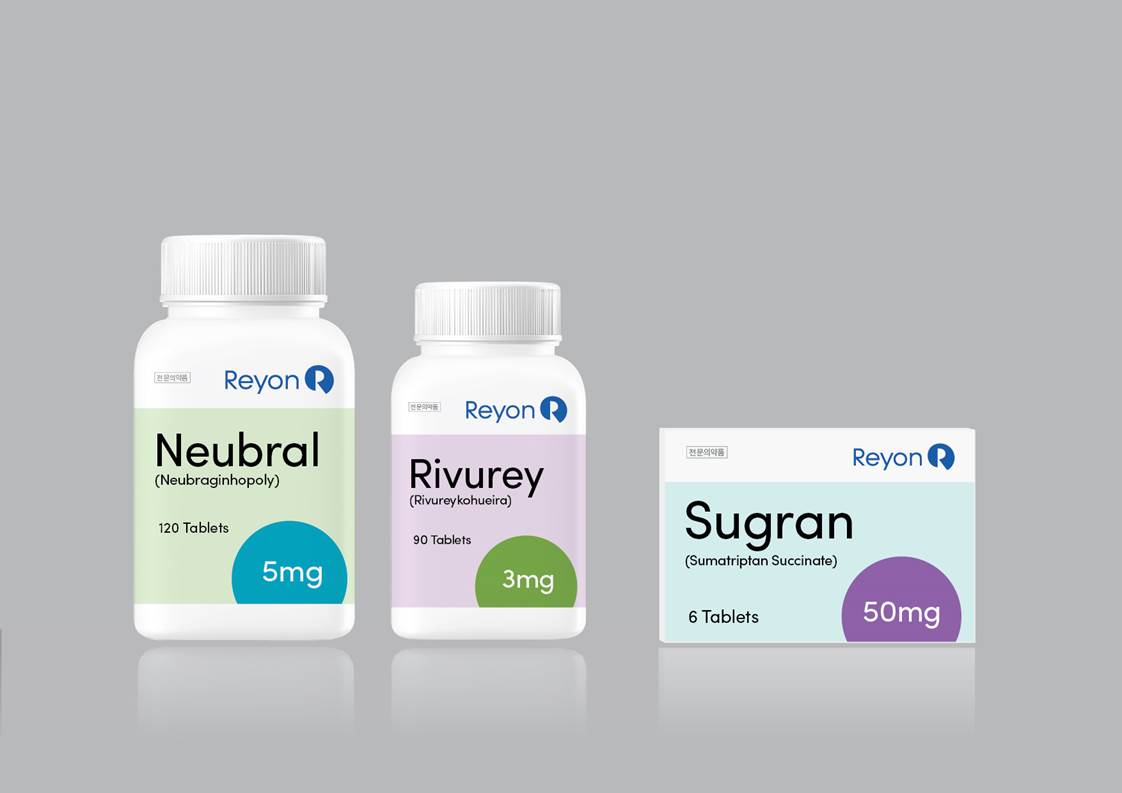 전문의약품
Reyon
Neubral
(Neubraginhopoly)
120 Tablets
5mg
전문의약품
Reyon
Rivurey
(Rivureykohueira)
90 Tablets
3mg
전문의약품
Reyon
Sugran
(Sumatriptan Succinate)
6 Tablets
50mg